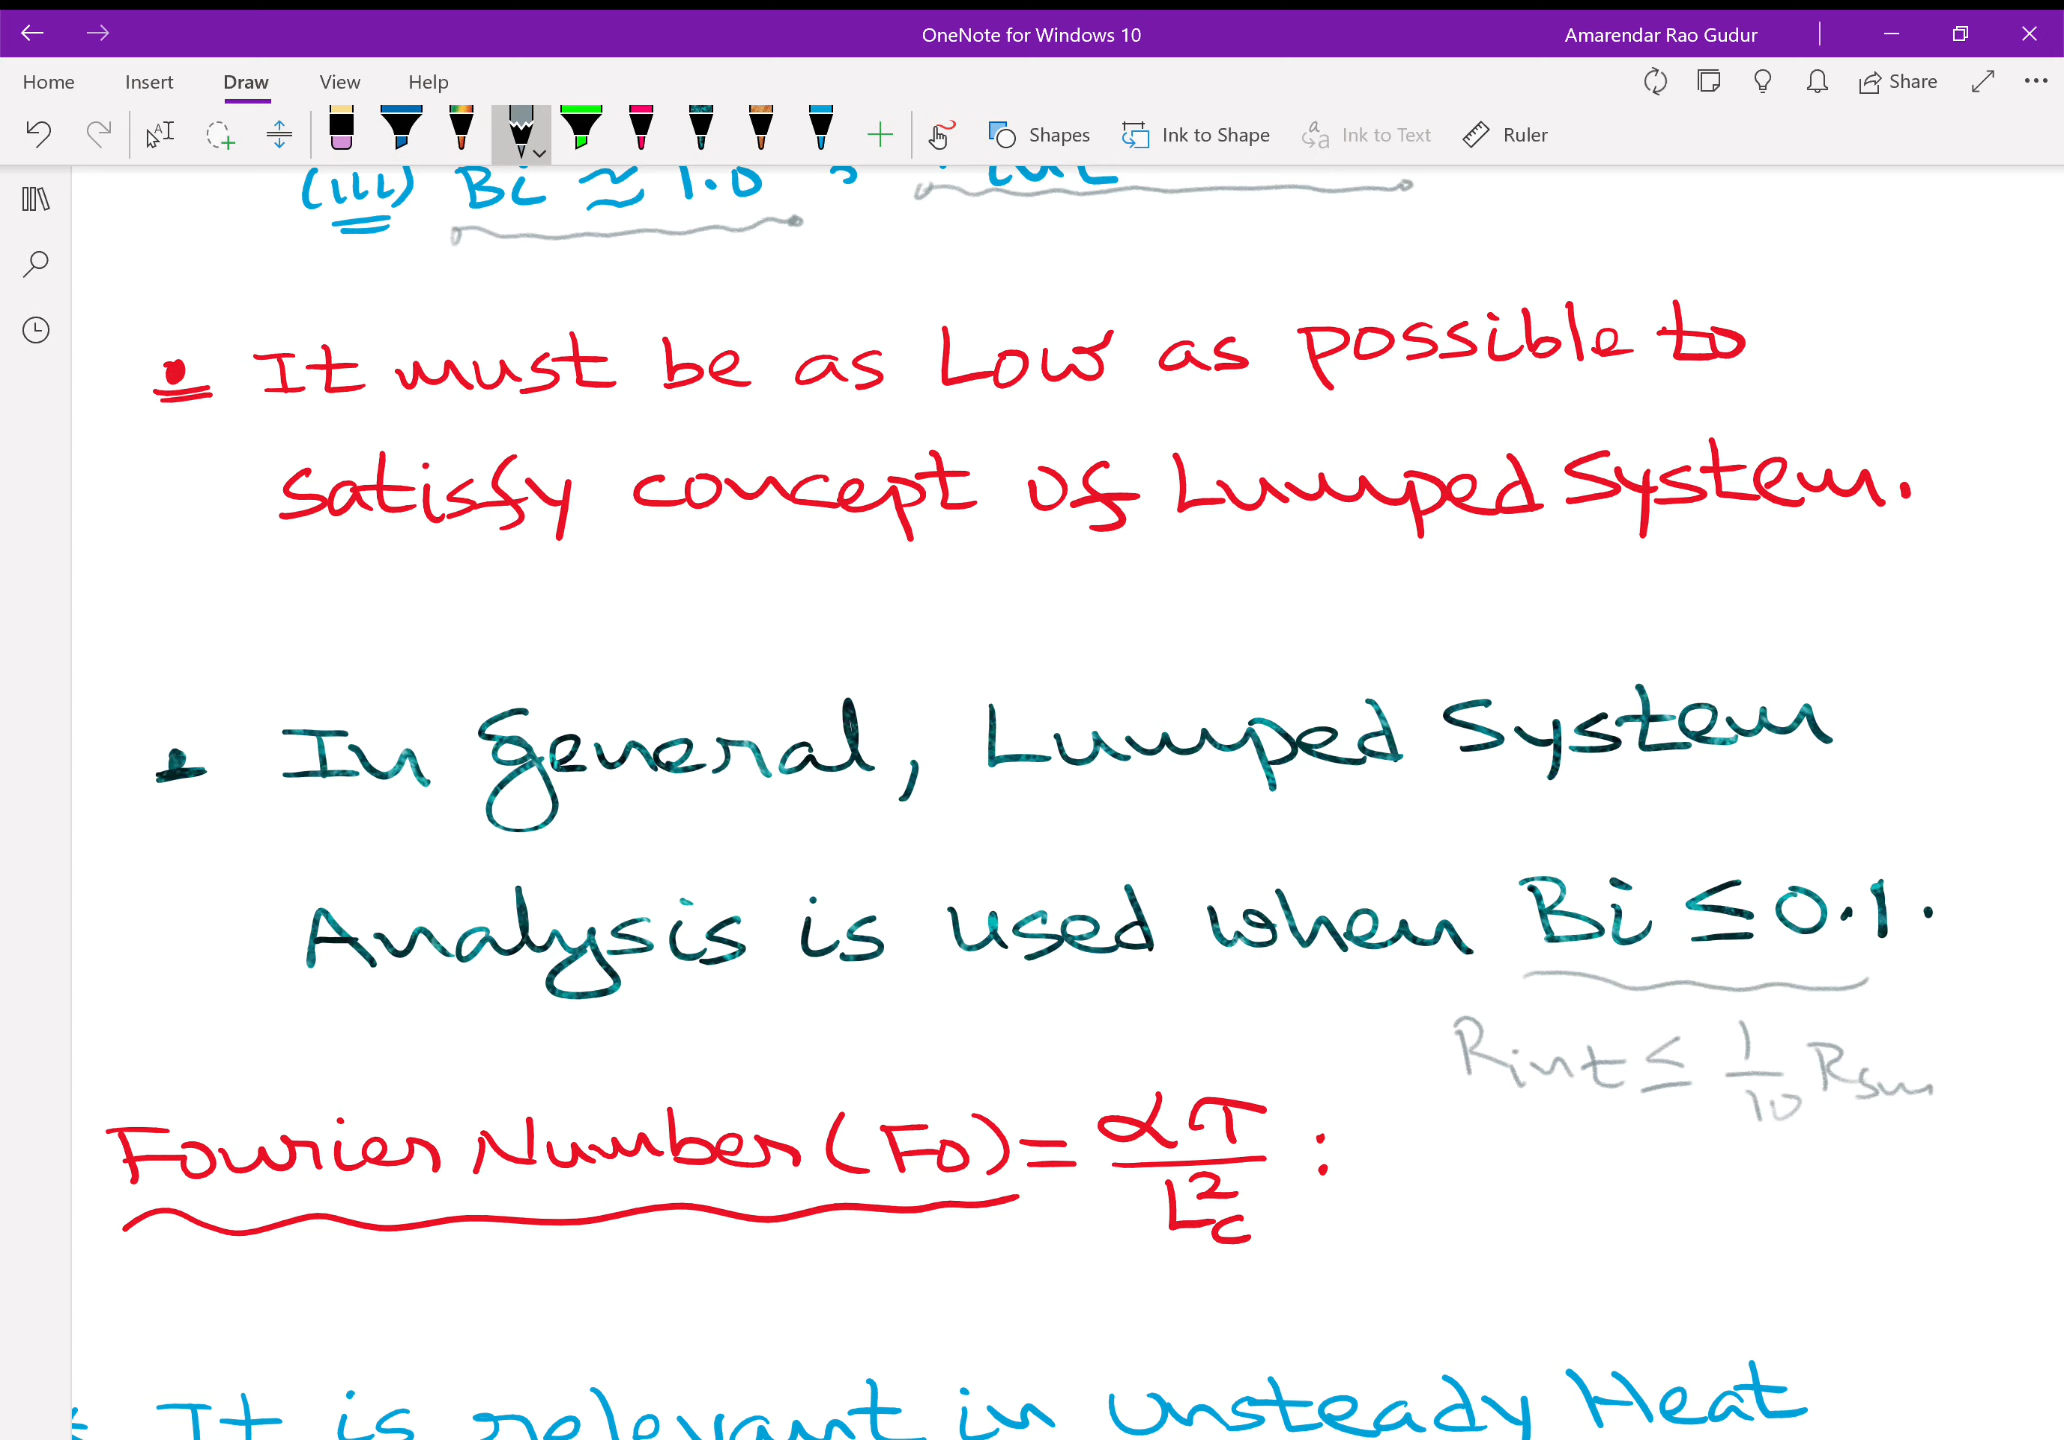 OneNote for Windows 10
Amarendar Rao Gudur
Home Insert Draw View Help
Share
Shapes Ink to Shape Ink to Text Ruler
(iii) Bi ≈ 1.0 ;
• It must be as Low as possible to
satisfy concept of Lumped System.
• In general, Lumped System
Analysis is used when Bi ≤ 0.1.
Rint ≤ 1/10 Rsur
Fourier Number (Fo) = ατ/Lc² :
* It is relevant in Unsteady Heat